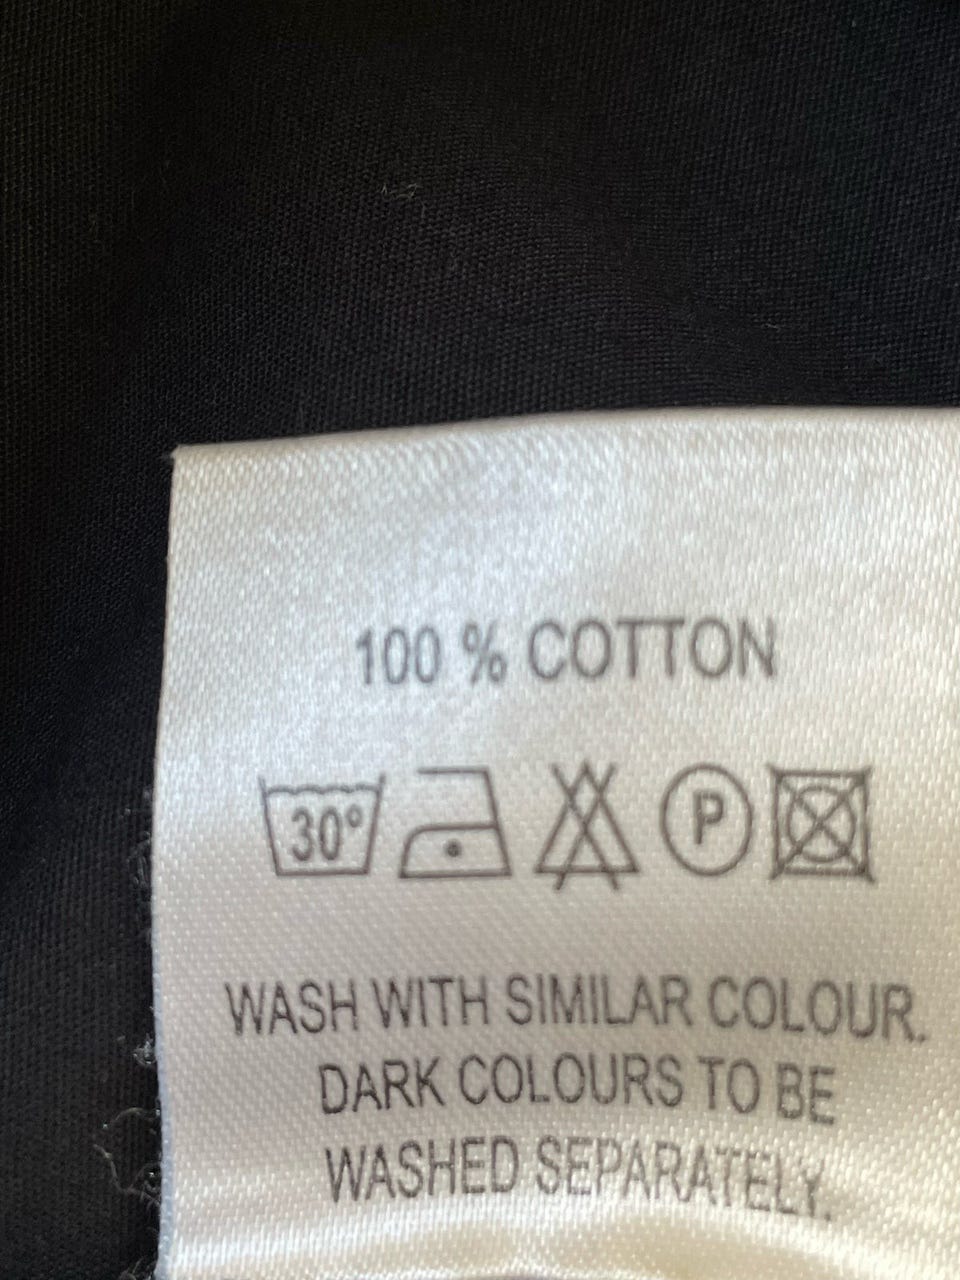 100 % COTTON
30° P
WASH WITH SIMILAR COLOUR.
DARK COLOURS TO BE
WASHED SEPARATELY.